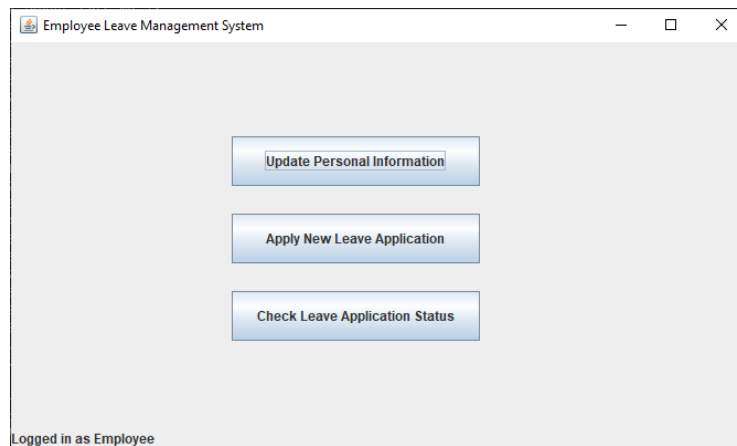 Employee Leave Management System
Update Personal Information
Apply New Leave Application
Check Leave Application Status
Logged in as Employee